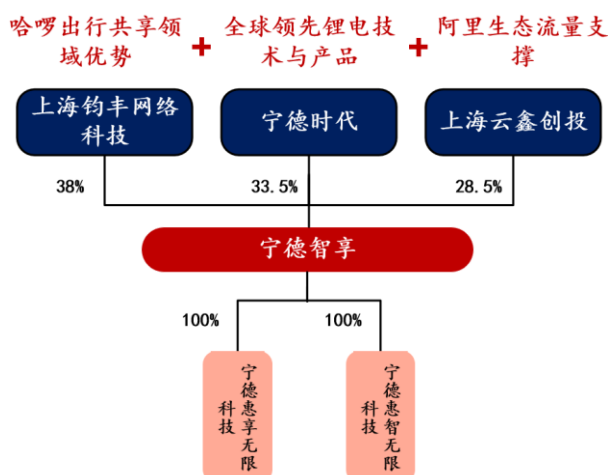 哈啰出行共享领
域优势
+
全球领先锂电技
术与产品
+
阿里生态流量支
撑
上海钧丰网络
科技
宁德时代
上海云鑫创投
38%
33.5%
28.5%
宁德智享
100%
100%
宁德惠享无限
科技
宁德惠智无限
科技